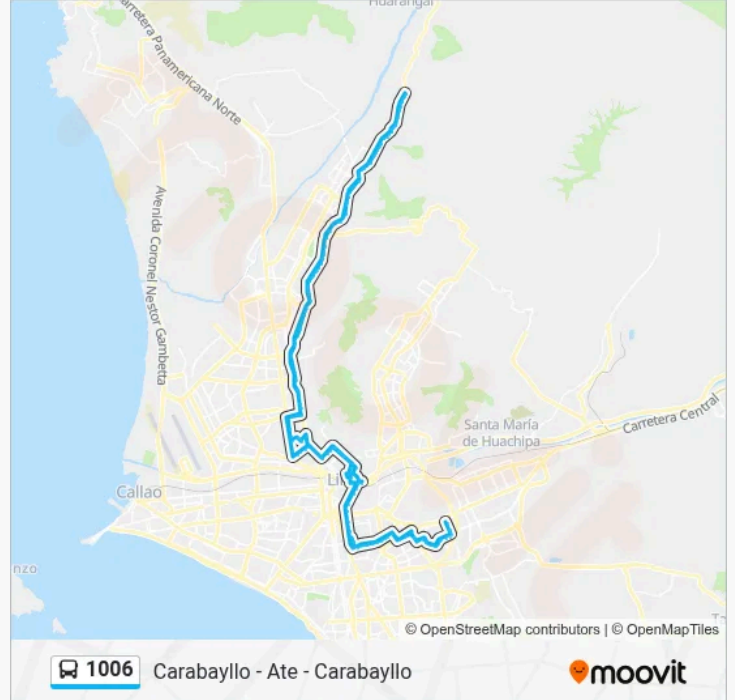 Huarangal
Carretera Panamericana Norte
Avenida Coronel Nestor Gambetta
Santa María
de Huachipa
Carretera Central
Callao
© OpenStreetMap contributors | © OpenMapTiles
1006 Carabayllo - Ate - Carabayllo
moovit